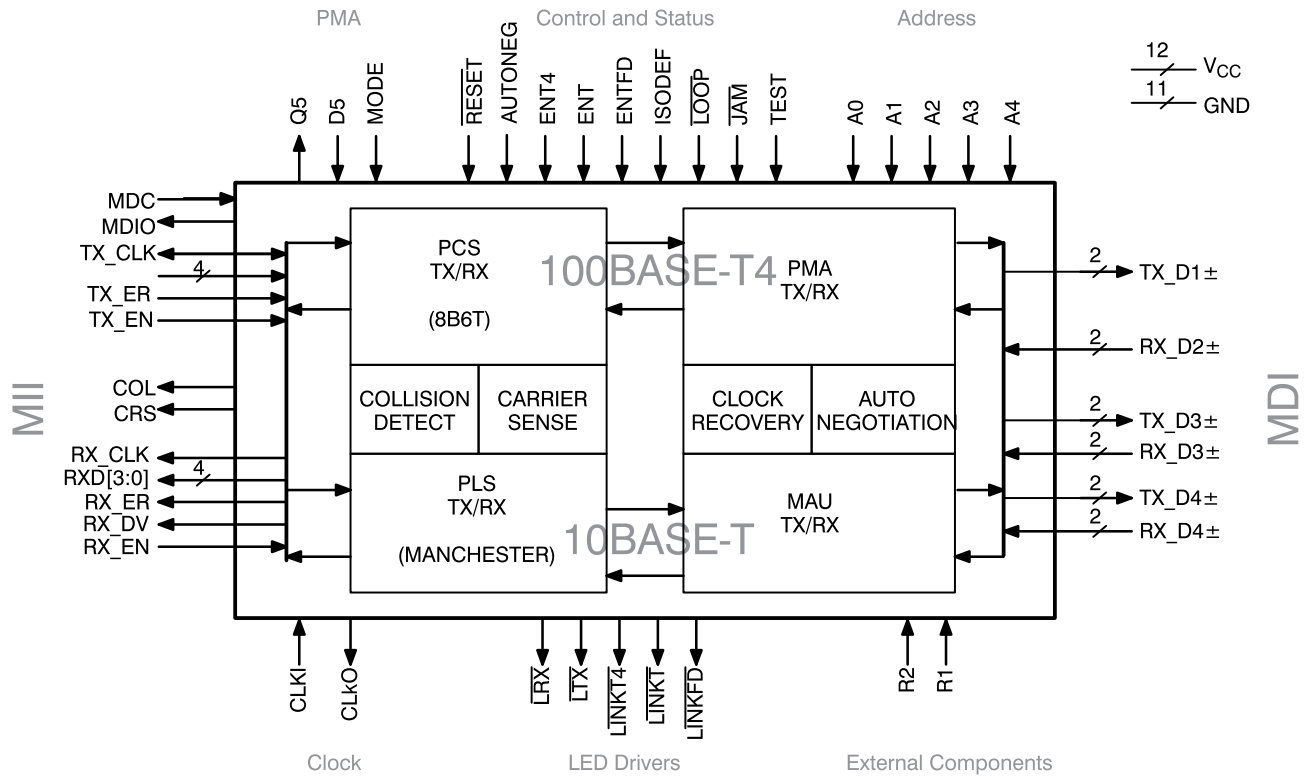 PMA
Control and Status
Address
Q5
D5
MODE
RESET
AUTONEG
ENT4
ENT
ENTFD
ISODEF
LOOP
JAM
TEST
A0
A1
A2
A3
A4
12
VCC
11
GND
MII
MDC
MDIO
TX_CLK
4
TX_ER
TX_EN
COL
CRS
RX_CLK
RXD[3:0]
4
RX_ER
RX_DV
RX_EN
PCS
TX/RX
(8B6T)
100BASE-T4
PMA
TX/RX
COLLISION
DETECT
CARRIER
SENSE
CLOCK
RECOVERY
AUTO
NEGOTIATION
PLS
TX/RX
(MANCHESTER)
10BASE-T
MAU
TX/RX
2
TX_D1±
2
RX_D2±
2
TX_D3±
2
RX_D3±
2
TX_D4±
2
RX_D4±
MDI
CLKI
CLkO
LRX
LTX
LINKT4
LINKT
LINKFD
R2
R1
Clock
LED Drivers
External Components